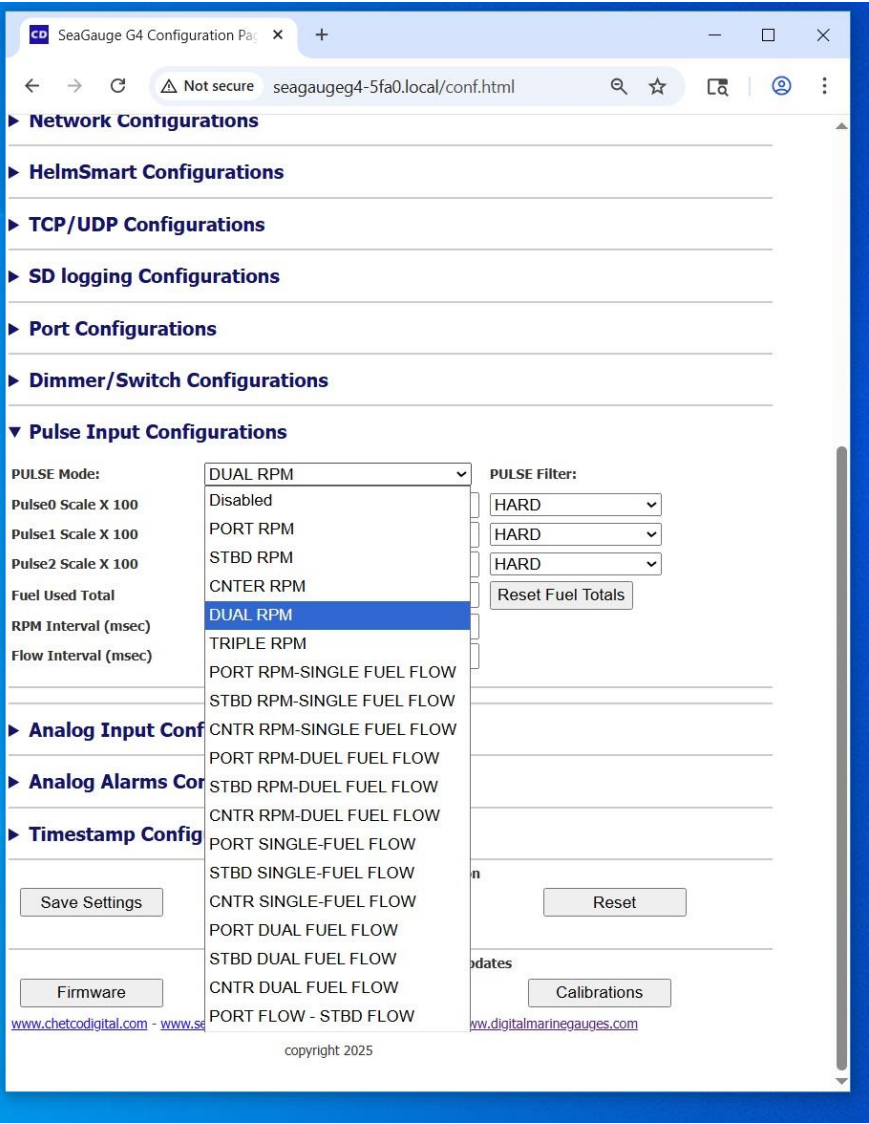 CD SeaGauge G4 Configuration Pag
Not secure seagaugeg4-5fa0.local/conf.html
Network Configurations
HelmSmart Configurations
TCP/UDP Configurations
SD logging Configurations
Port Configurations
Dimmer/Switch Configurations
Pulse Input Configurations
PULSE Mode: DUAL RPM PULSE Filter:
Pulse0 Scale X 100 HARD
Pulse1 Scale X 100 HARD
Pulse2 Scale X 100 HARD
Fuel Used Total Reset Fuel Totals
RPM Interval (msec)
Flow Interval (msec)
Disabled
PORT RPM
STBD RPM
CNTER RPM
DUAL RPM
TRIPLE RPM
PORT RPM-SINGLE FUEL FLOW
STBD RPM-SINGLE FUEL FLOW
CNTR RPM-SINGLE FUEL FLOW
PORT RPM-DUEL FUEL FLOW
STBD RPM-DUEL FUEL FLOW
CNTR RPM-DUEL FUEL FLOW
PORT SINGLE-FUEL FLOW
STBD SINGLE-FUEL FLOW
CNTR SINGLE-FUEL FLOW
PORT DUAL FUEL FLOW
STBD DUAL FUEL FLOW
CNTR DUAL FUEL FLOW
PORT FLOW - STBD FLOW
Analog Input Conf
Analog Alarms Con
Timestamp Config
n
Save Settings Reset
pdates
Firmware Calibrations
www.chetcodigital.com - www.se ww.digitalmarinegauges.com
copyright 2025